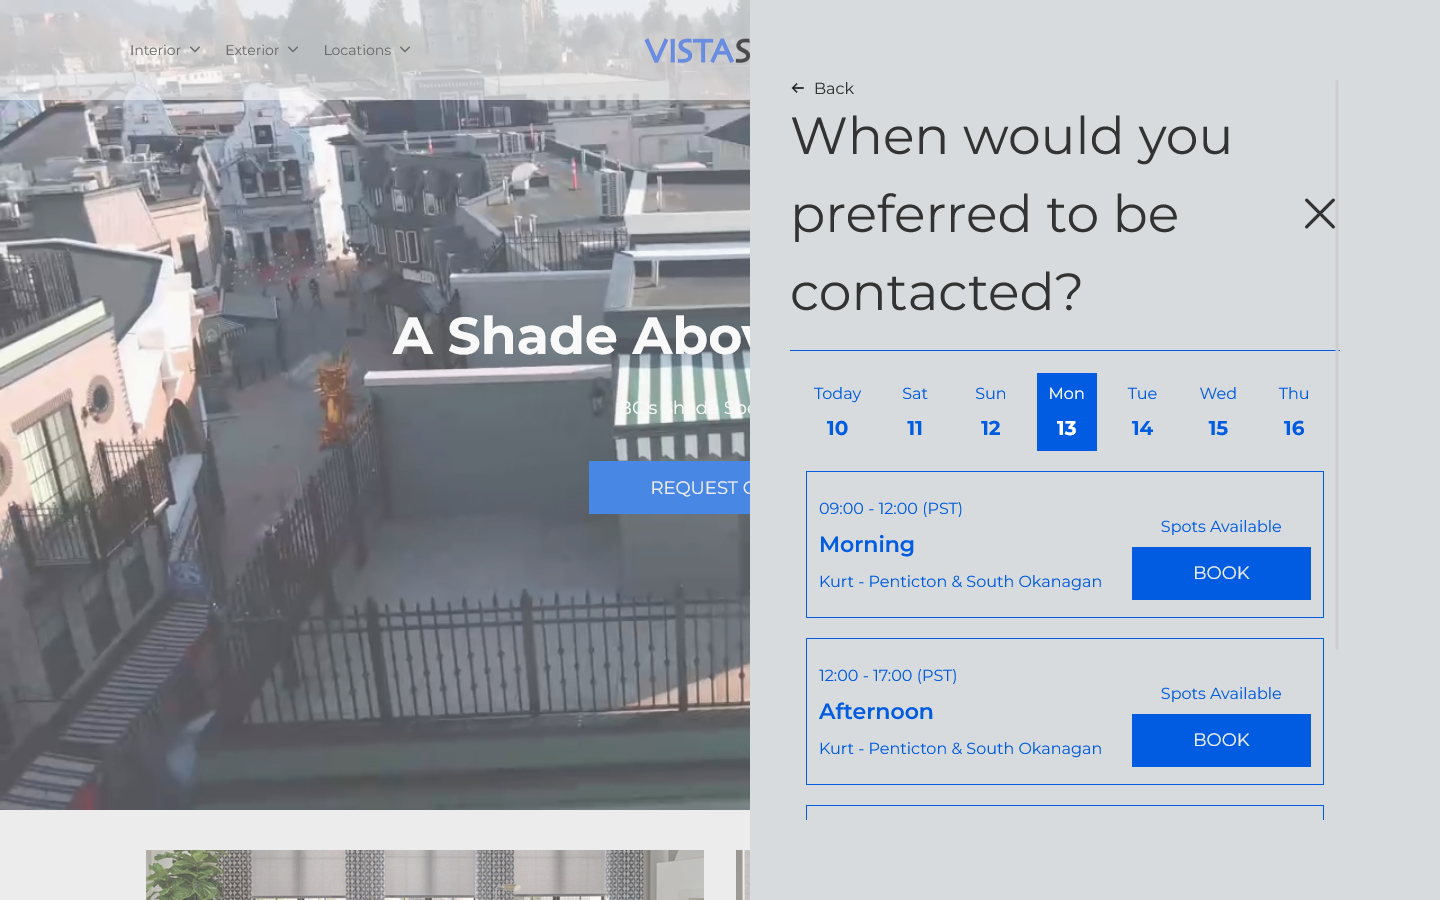 Interior
Exterior
Locations
VISTAS
A Shade Abov
BC's Shade Spe
REQUEST
Back
When would you
preferred to be
contacted?
Today
10
Sat
11
Sun
12
Mon
13
Tue
14
Wed
15
Thu
16
09:00 - 12:00 (PST)
Morning
Kurt - Penticton & South Okanagan
Spots Available
BOOK
12:00 - 17:00 (PST)
Afternoon
Kurt - Penticton & South Okanagan
Spots Available
BOOK